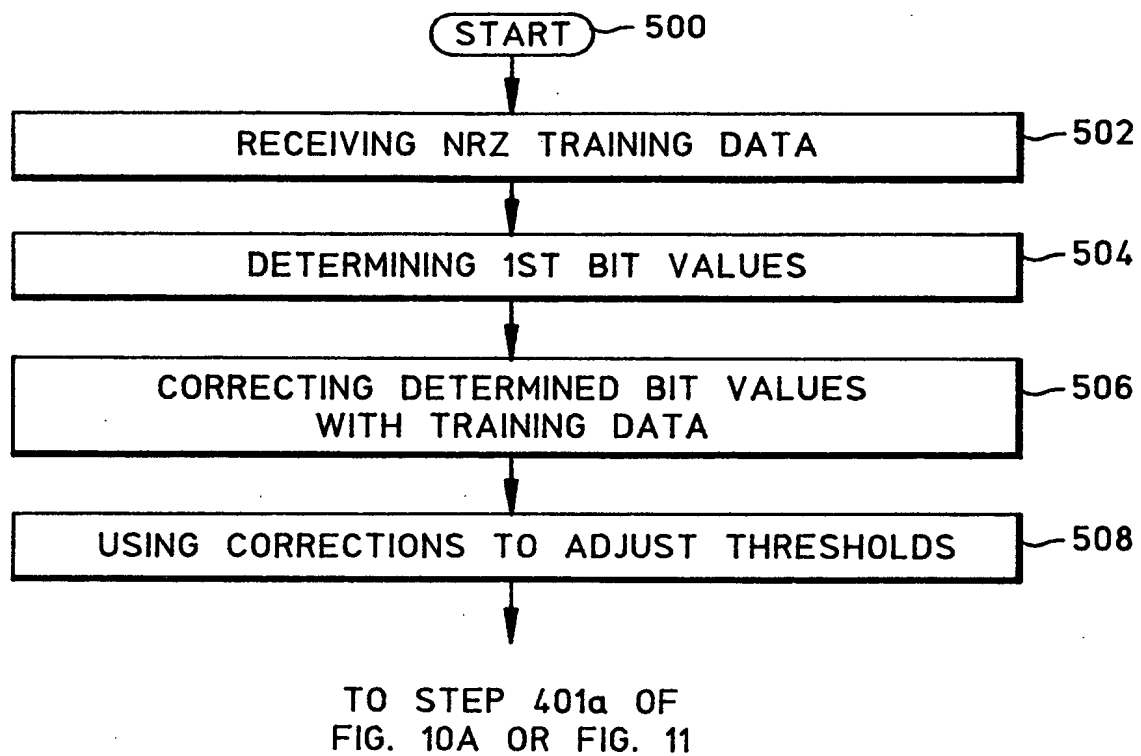 START 500
RECEIVING NRZ TRAINING DATA 502
DETERMINING 1ST BIT VALUES 504
CORRECTING DETERMINED BIT VALUES
WITH TRAINING DATA 506
USING CORRECTIONS TO ADJUST THRESHOLDS 508
TO STEP 401a OF
FIG. 10A OR FIG. 11